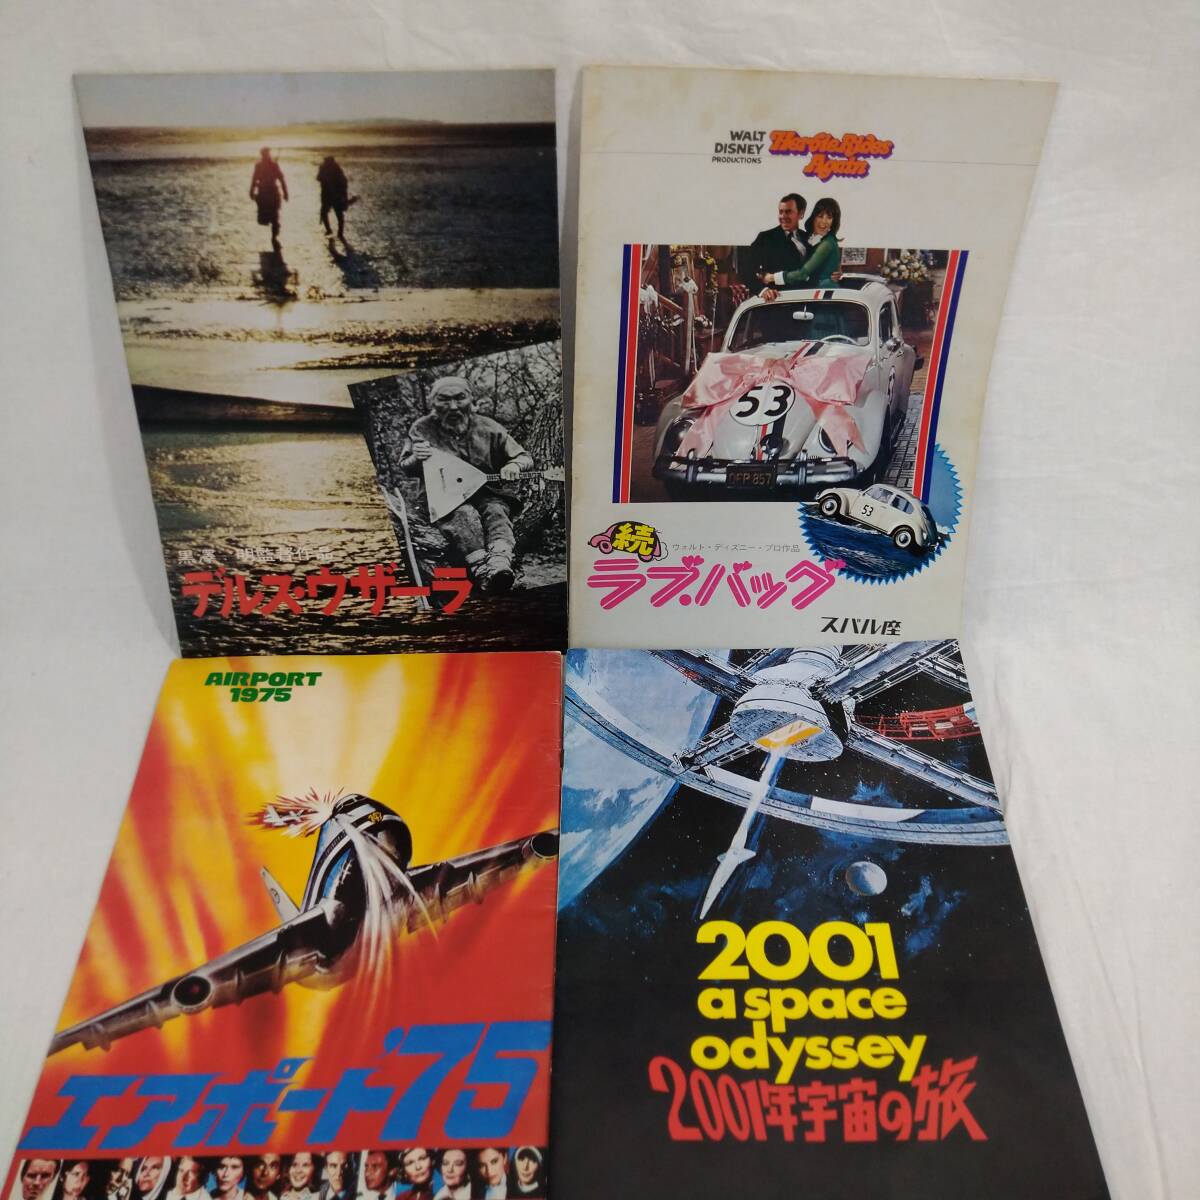 黒澤 明監督作品
デルス・ウザーラ
WALT
DISNEY
PRODUCTIONS
Herbie Rides
Again
53
OFP 857
53
続
ウォルト・ディズニー・プロ作品
ラブ・バッグ
スバル座
AIRPORT
1975
エアポート'75
2001
a space
odyssey
2001年宇宙の旅